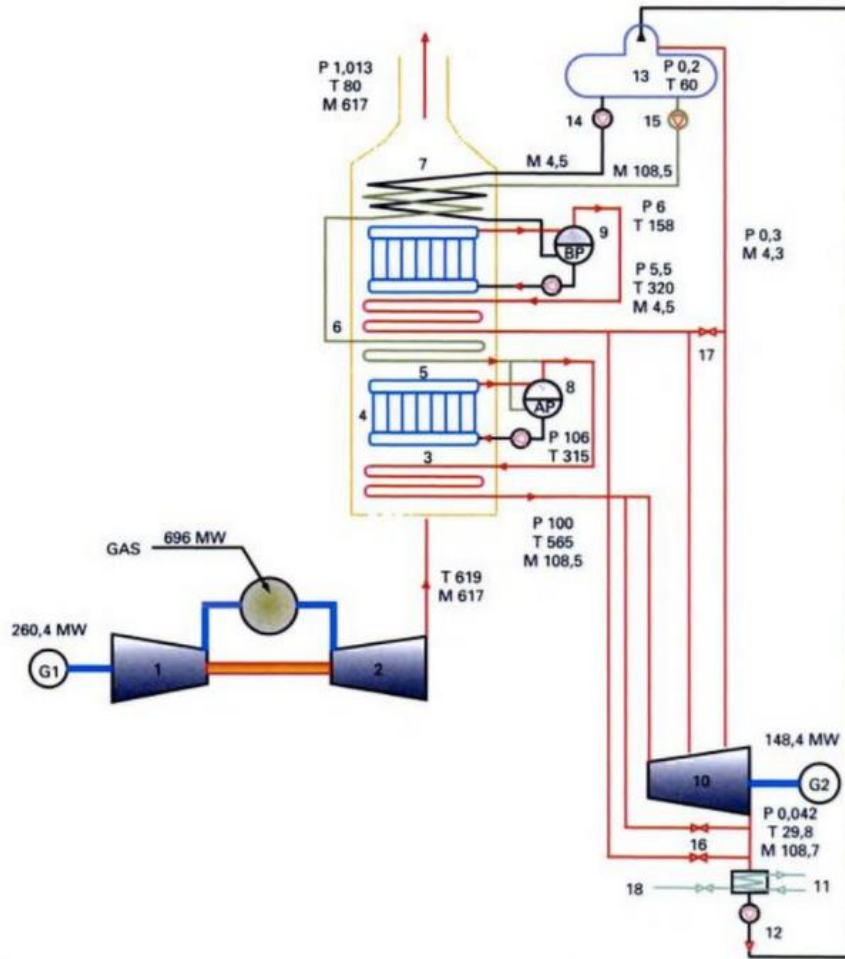 P 1,013
T 80
M 617
13
P 0,2
T 60
14
15
7
M 4,5
M 108,5
P 6
T 158
9
BP
P 5,5
T 320
M 4,5
P 0,3
M 4,3
6
17
5
8
4
AP
P 106
T 315
3
GAS
696 MW
P 100
T 565
M 108,5
T 619
M 617
260,4 MW
G1
1
2
148,4 MW
10
G2
P 0,042
T 29,8
M 108,7
16
18
11
12